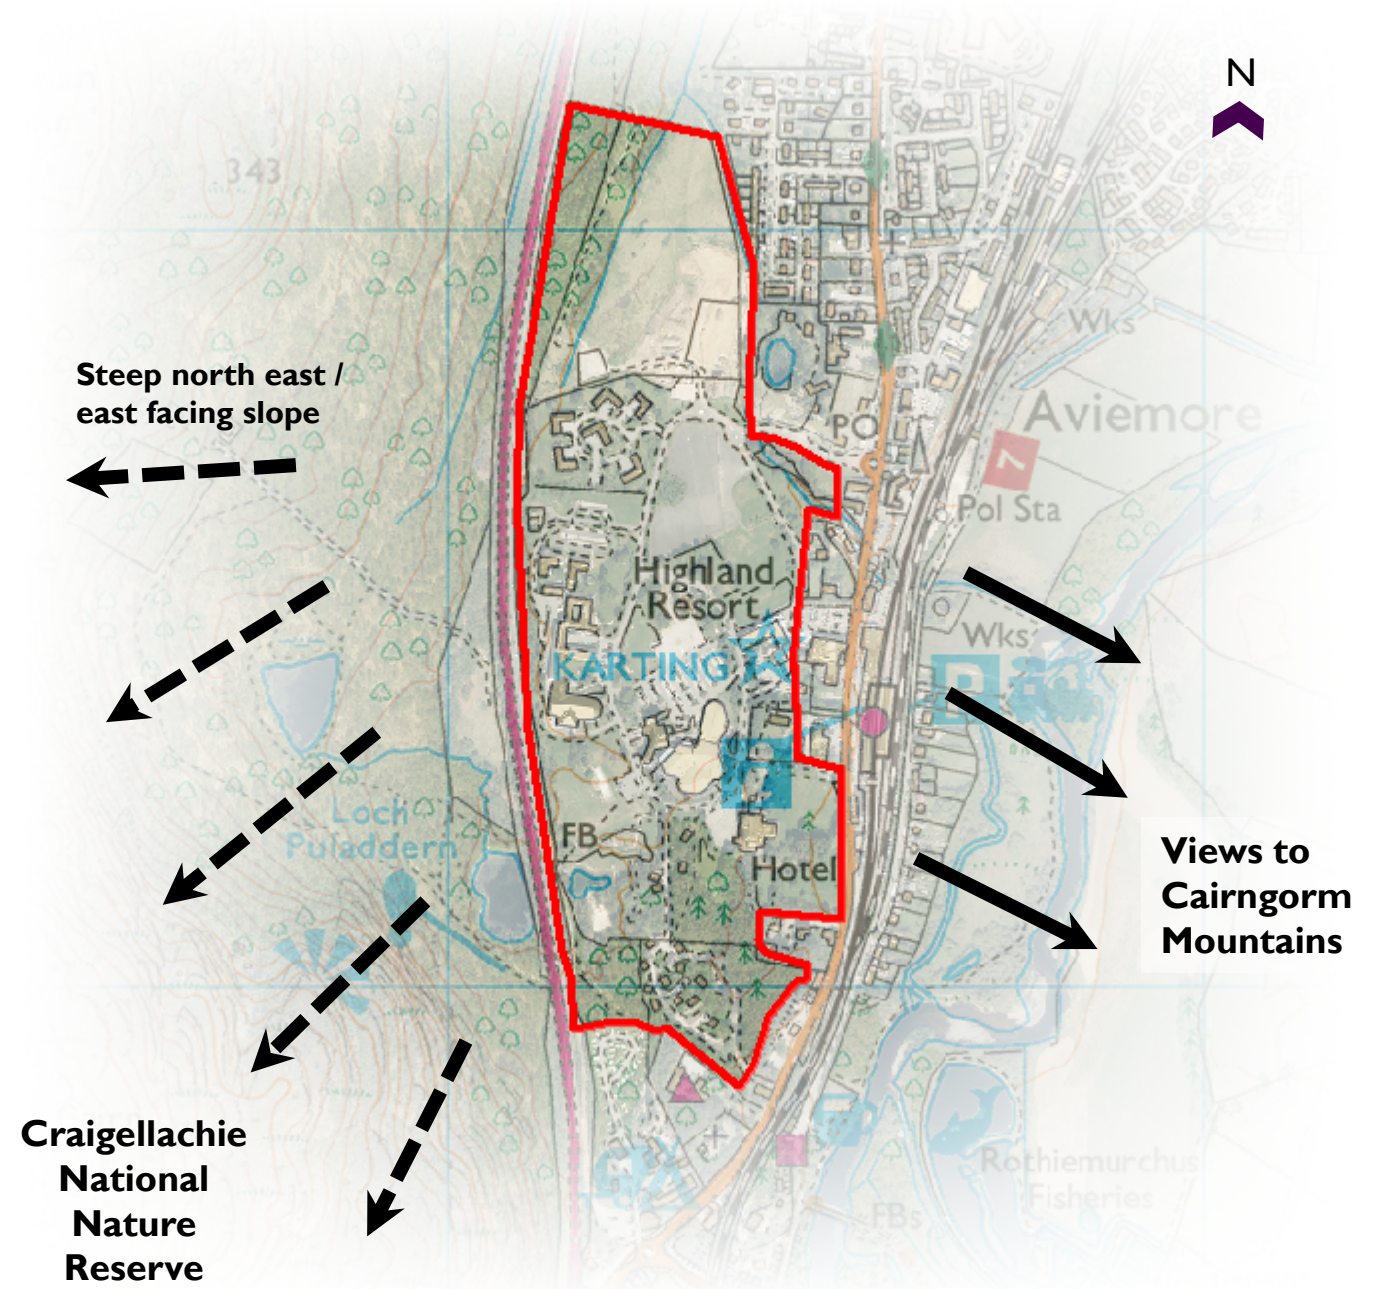 N
343
Steep north east /
east facing slope
Wks
Aviemore
PO
7
Pol Sta
Highland
Resort
KARTING
Wks
P
Loch
Puladdern
FB
Hotel
Views to
Cairngorm
Mountains
Craigellachie
National
Nature
Reserve
Rothiemurchus
Fisheries
FBs